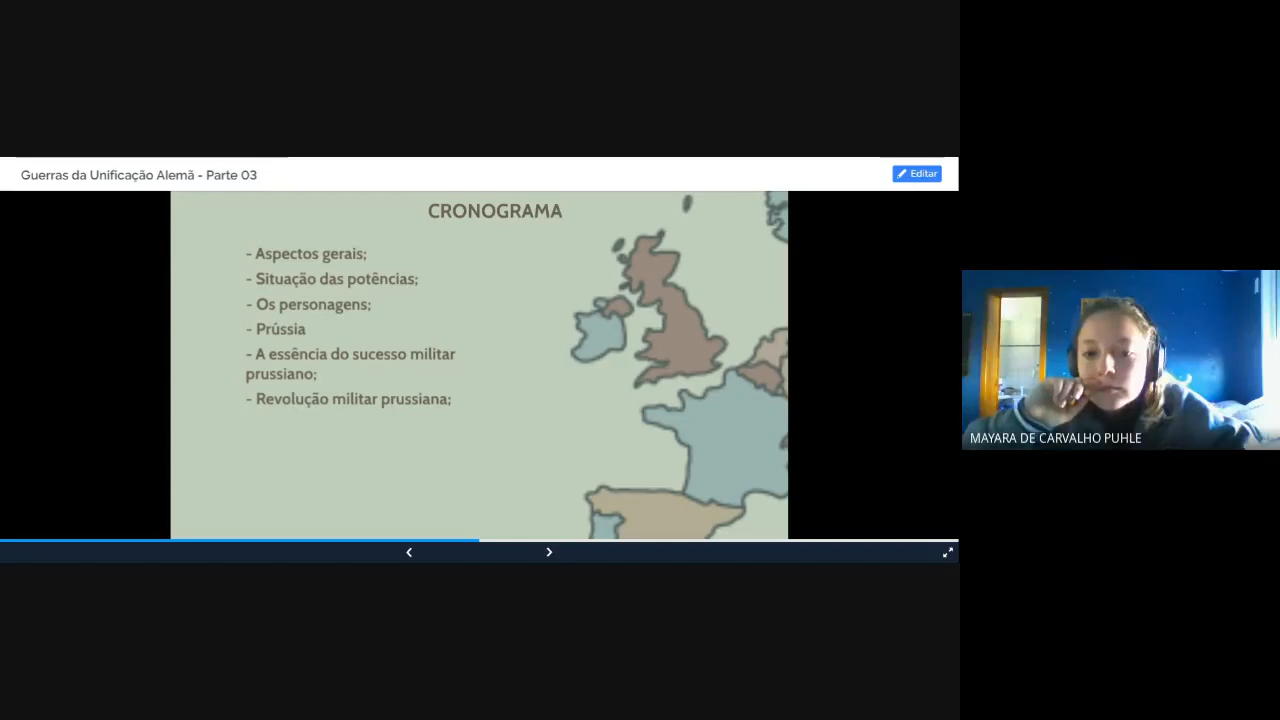 Guerras da Unificação Alemã - Parte 03
Editar
CRONOGRAMA
- Aspectos gerais;
- Situação das potências;
- Os personagens;
- Prússia
- A essência do sucesso militar
prussiano;
- Revolução militar prussiana;
MAYARA DE CARVALHO PUHLE